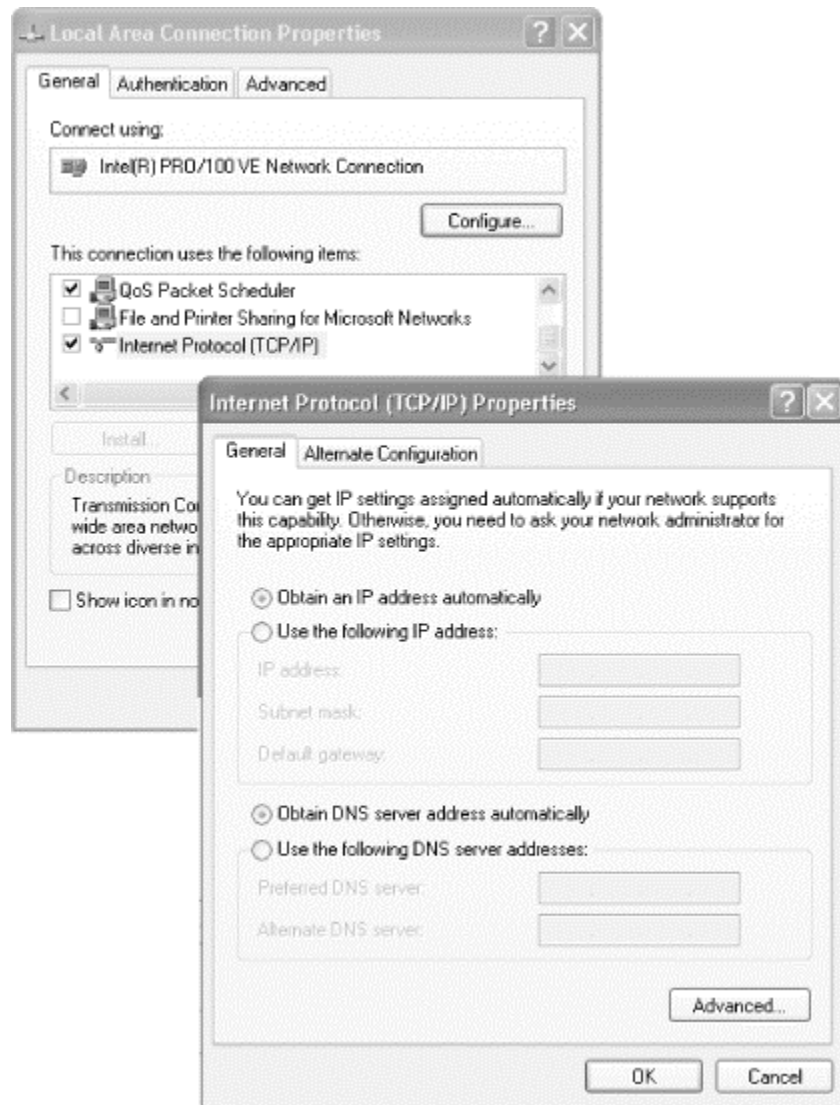 Local Area Connection Properties
General Authentication Advanced
Connect using:
Intel(R) PRO/100 VE Network Connection
Configure...
This connection uses the following items:
QoS Packet Scheduler
File and Printer Sharing for Microsoft Networks
Internet Protocol (TCP/IP)
Install...
Description
Transmission Co
wide area netwo
across diverse in
Show icon in no
Internet Protocol (TCP/IP) Properties
General Alternate Configuration
You can get IP settings assigned automatically if your network supports
this capability. Otherwise, you need to ask your network administrator for
the appropriate IP settings.
Obtain an IP address automatically
Use the following IP address:
IP address:
Subnet mask:
Default gateway:
Obtain DNS server address automatically
Use the following DNS server addresses:
Preferred DNS server:
Alternate DNS server:
Advanced...
OK Cancel